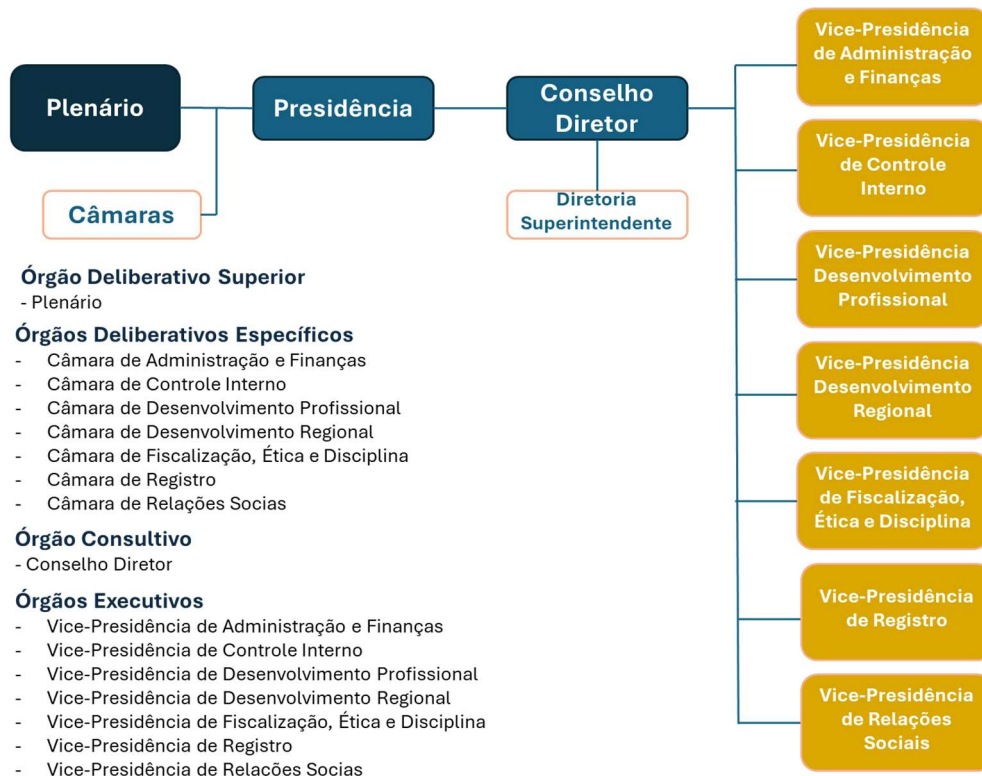 Plenário
Presidência
Conselho
Diretor
Câmaras
Diretoria
Superintendente
Vice-Presidência
de Administração
e Finanças
Vice-Presidência
de Controle
Interno
Vice-Presidência
Desenvolvimento
Profissional
Vice-Presidência
Desenvolvimento
Regional
Vice-Presidência
de Fiscalização,
Ética e Disciplina
Vice-Presidência
de Registro
Vice-Presidência
de Relações
Sociais
Órgão Deliberativo Superior
- Plenário
Órgãos Deliberativos Específicos
- Câmara de Administração e Finanças
- Câmara de Controle Interno
- Câmara de Desenvolvimento Profissional
- Câmara de Desenvolvimento Regional
- Câmara de Fiscalização, Ética e Disciplina
- Câmara de Registro
- Câmara de Relações Socias
Órgão Consultivo
- Conselho Diretor
Órgãos Executivos
- Vice-Presidência de Administração e Finanças
- Vice-Presidência de Controle Interno
- Vice-Presidência de Desenvolvimento Profissional
- Vice-Presidência de Desenvolvimento Regional
- Vice-Presidência de Fiscalização, Ética e Disciplina
- Vice-Presidência de Registro
- Vice-Presidência de Relações Socias